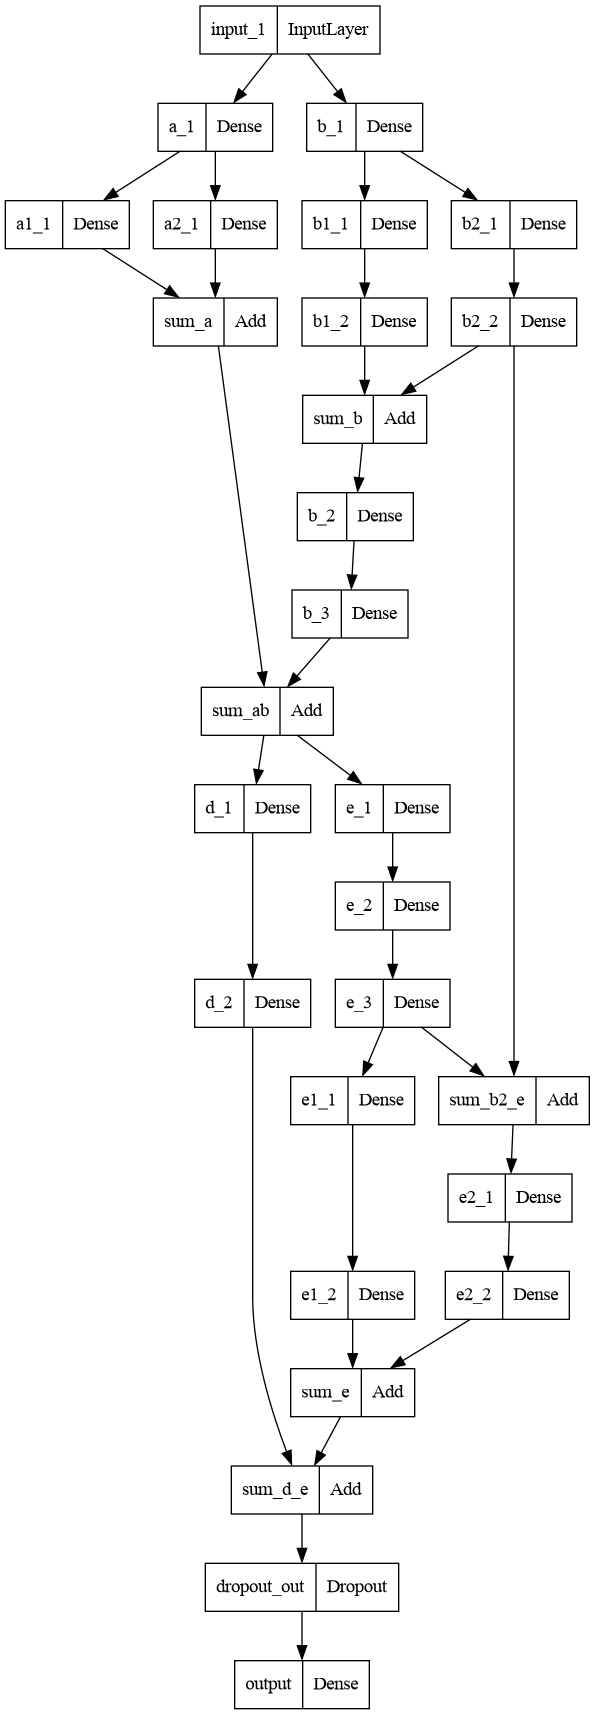 input_1 InputLayer
a_1 Dense b_1 Dense
a1_1 Dense a2_1 Dense b1_1 Dense b2_1 Dense
sum_a Add b1_2 Dense b2_2 Dense
sum_b Add
b_2 Dense
b_3 Dense
sum_ab Add
d_1 Dense e_1 Dense
e_2 Dense
d_2 Dense e_3 Dense
e1_1 Dense sum_b2_e Add
e2_1 Dense
e1_2 Dense e2_2 Dense
sum_e Add
sum_d_e Add
dropout_out Dropout
output Dense